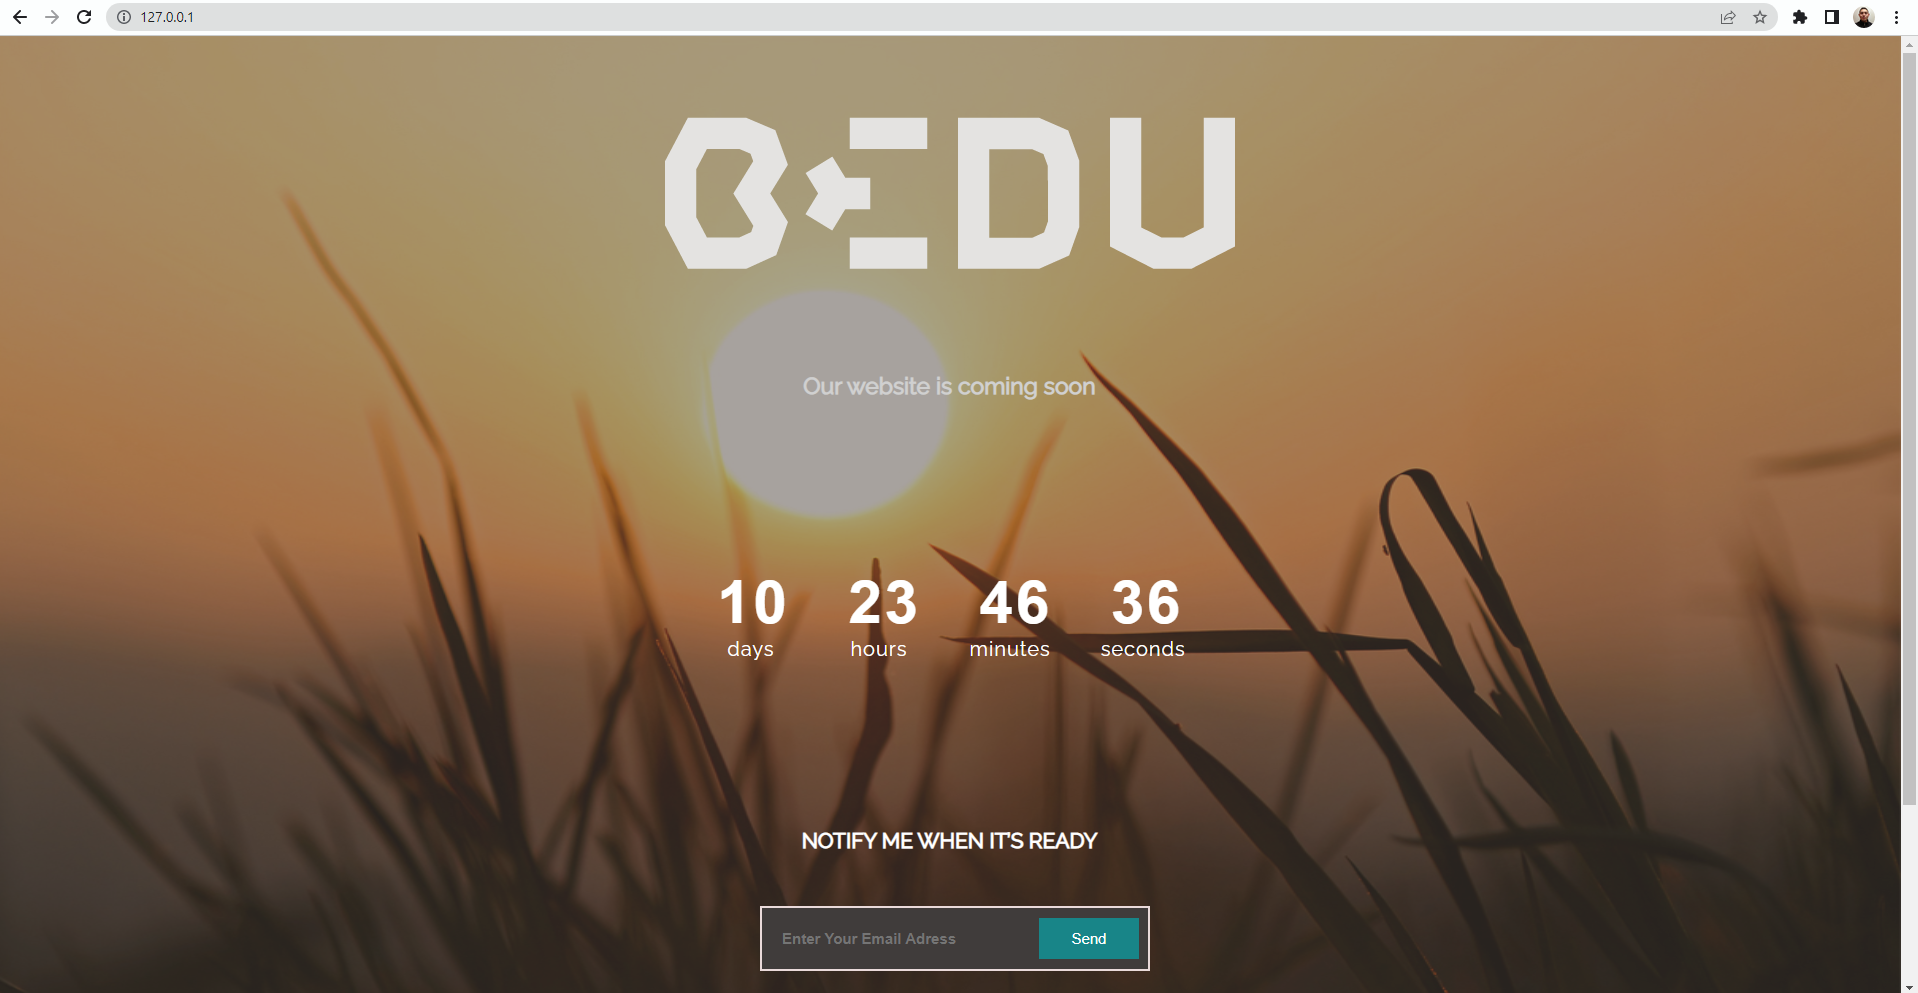 127.0.0.1
BEDU
Our website is coming soon
10 23 46 36
days hours minutes seconds
NOTIFY ME WHEN IT'S READY
Enter Your Email Adress Send